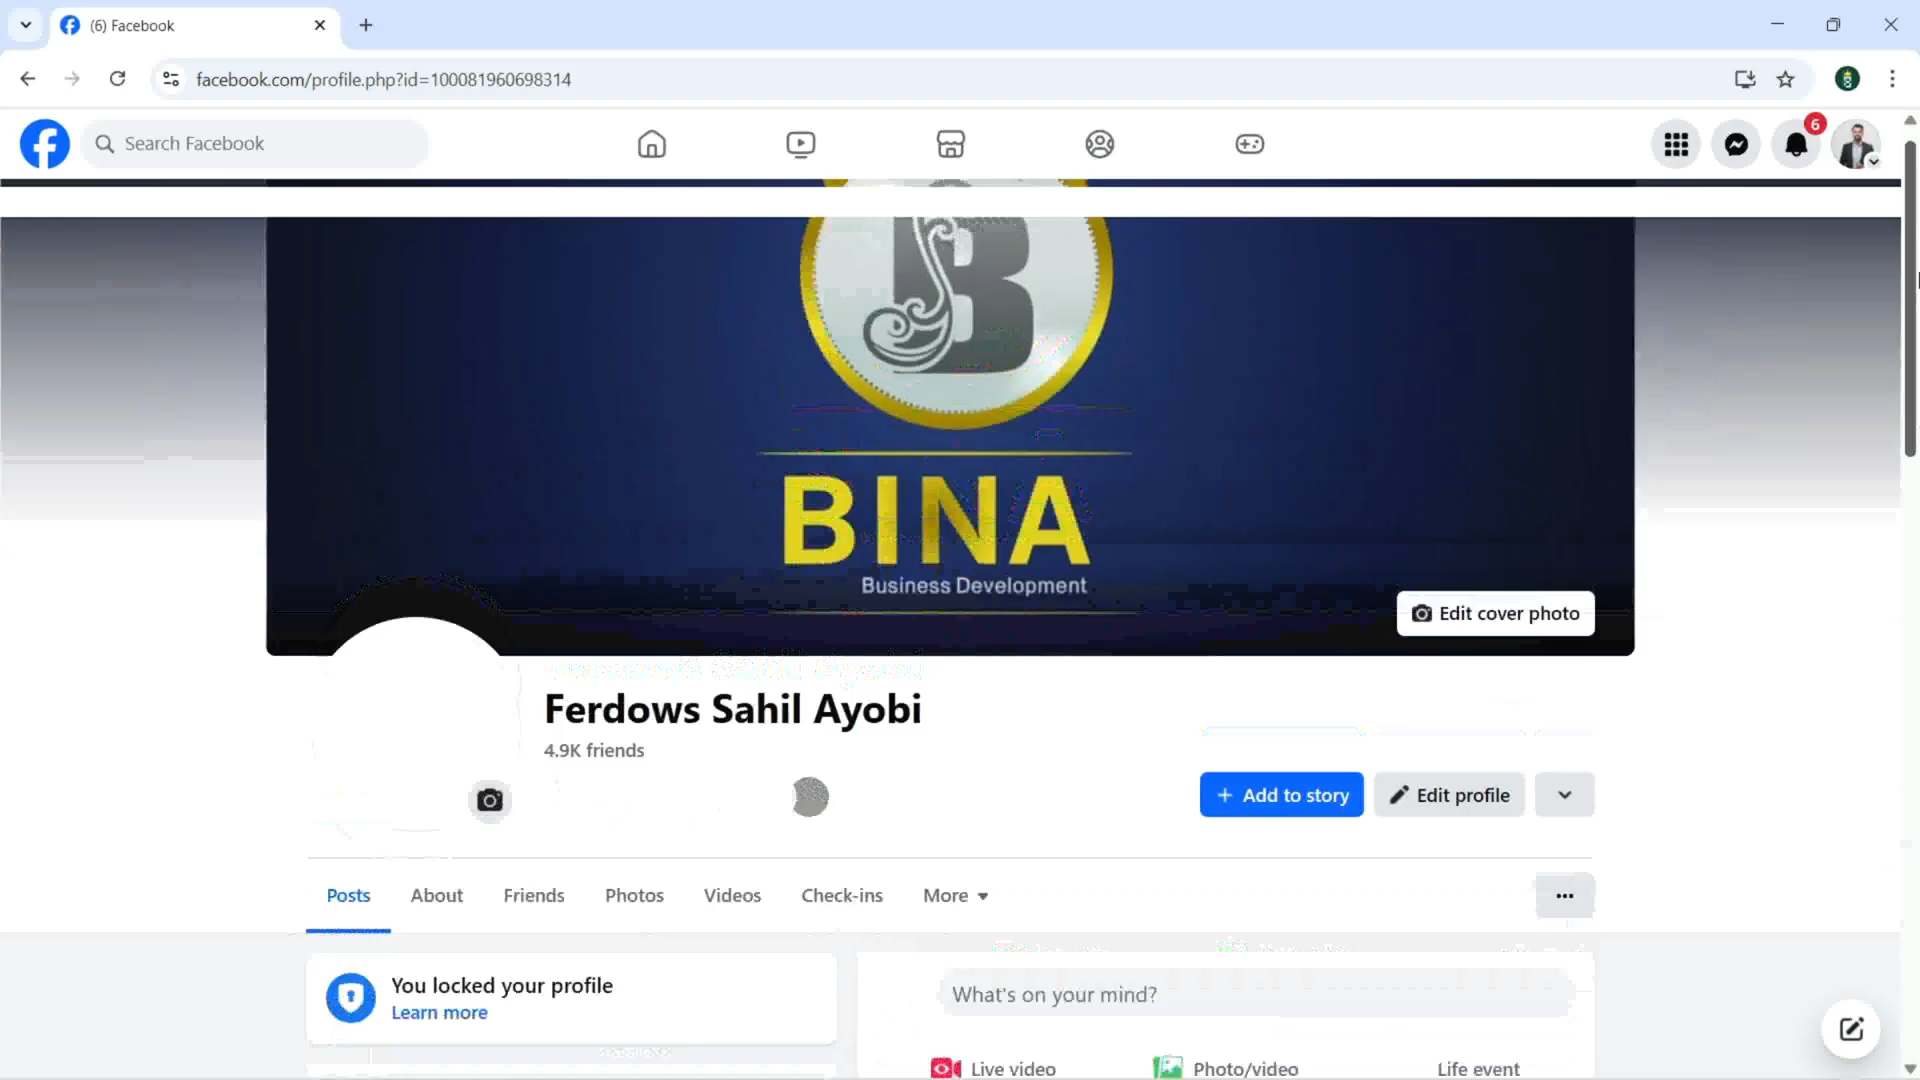 (6) Facebook
facebook.com/profile.php?id=100081960698314
Search Facebook
6
B
BINA
Business Development
Edit cover photo
Ferdows Sahil Ayobi
4.9K friends
+ Add to story
Edit profile
Posts
About
Friends
Photos
Videos
Check-ins
More
You locked your profile
Learn more
What's on your mind?
Live video
Photo/video
Life event